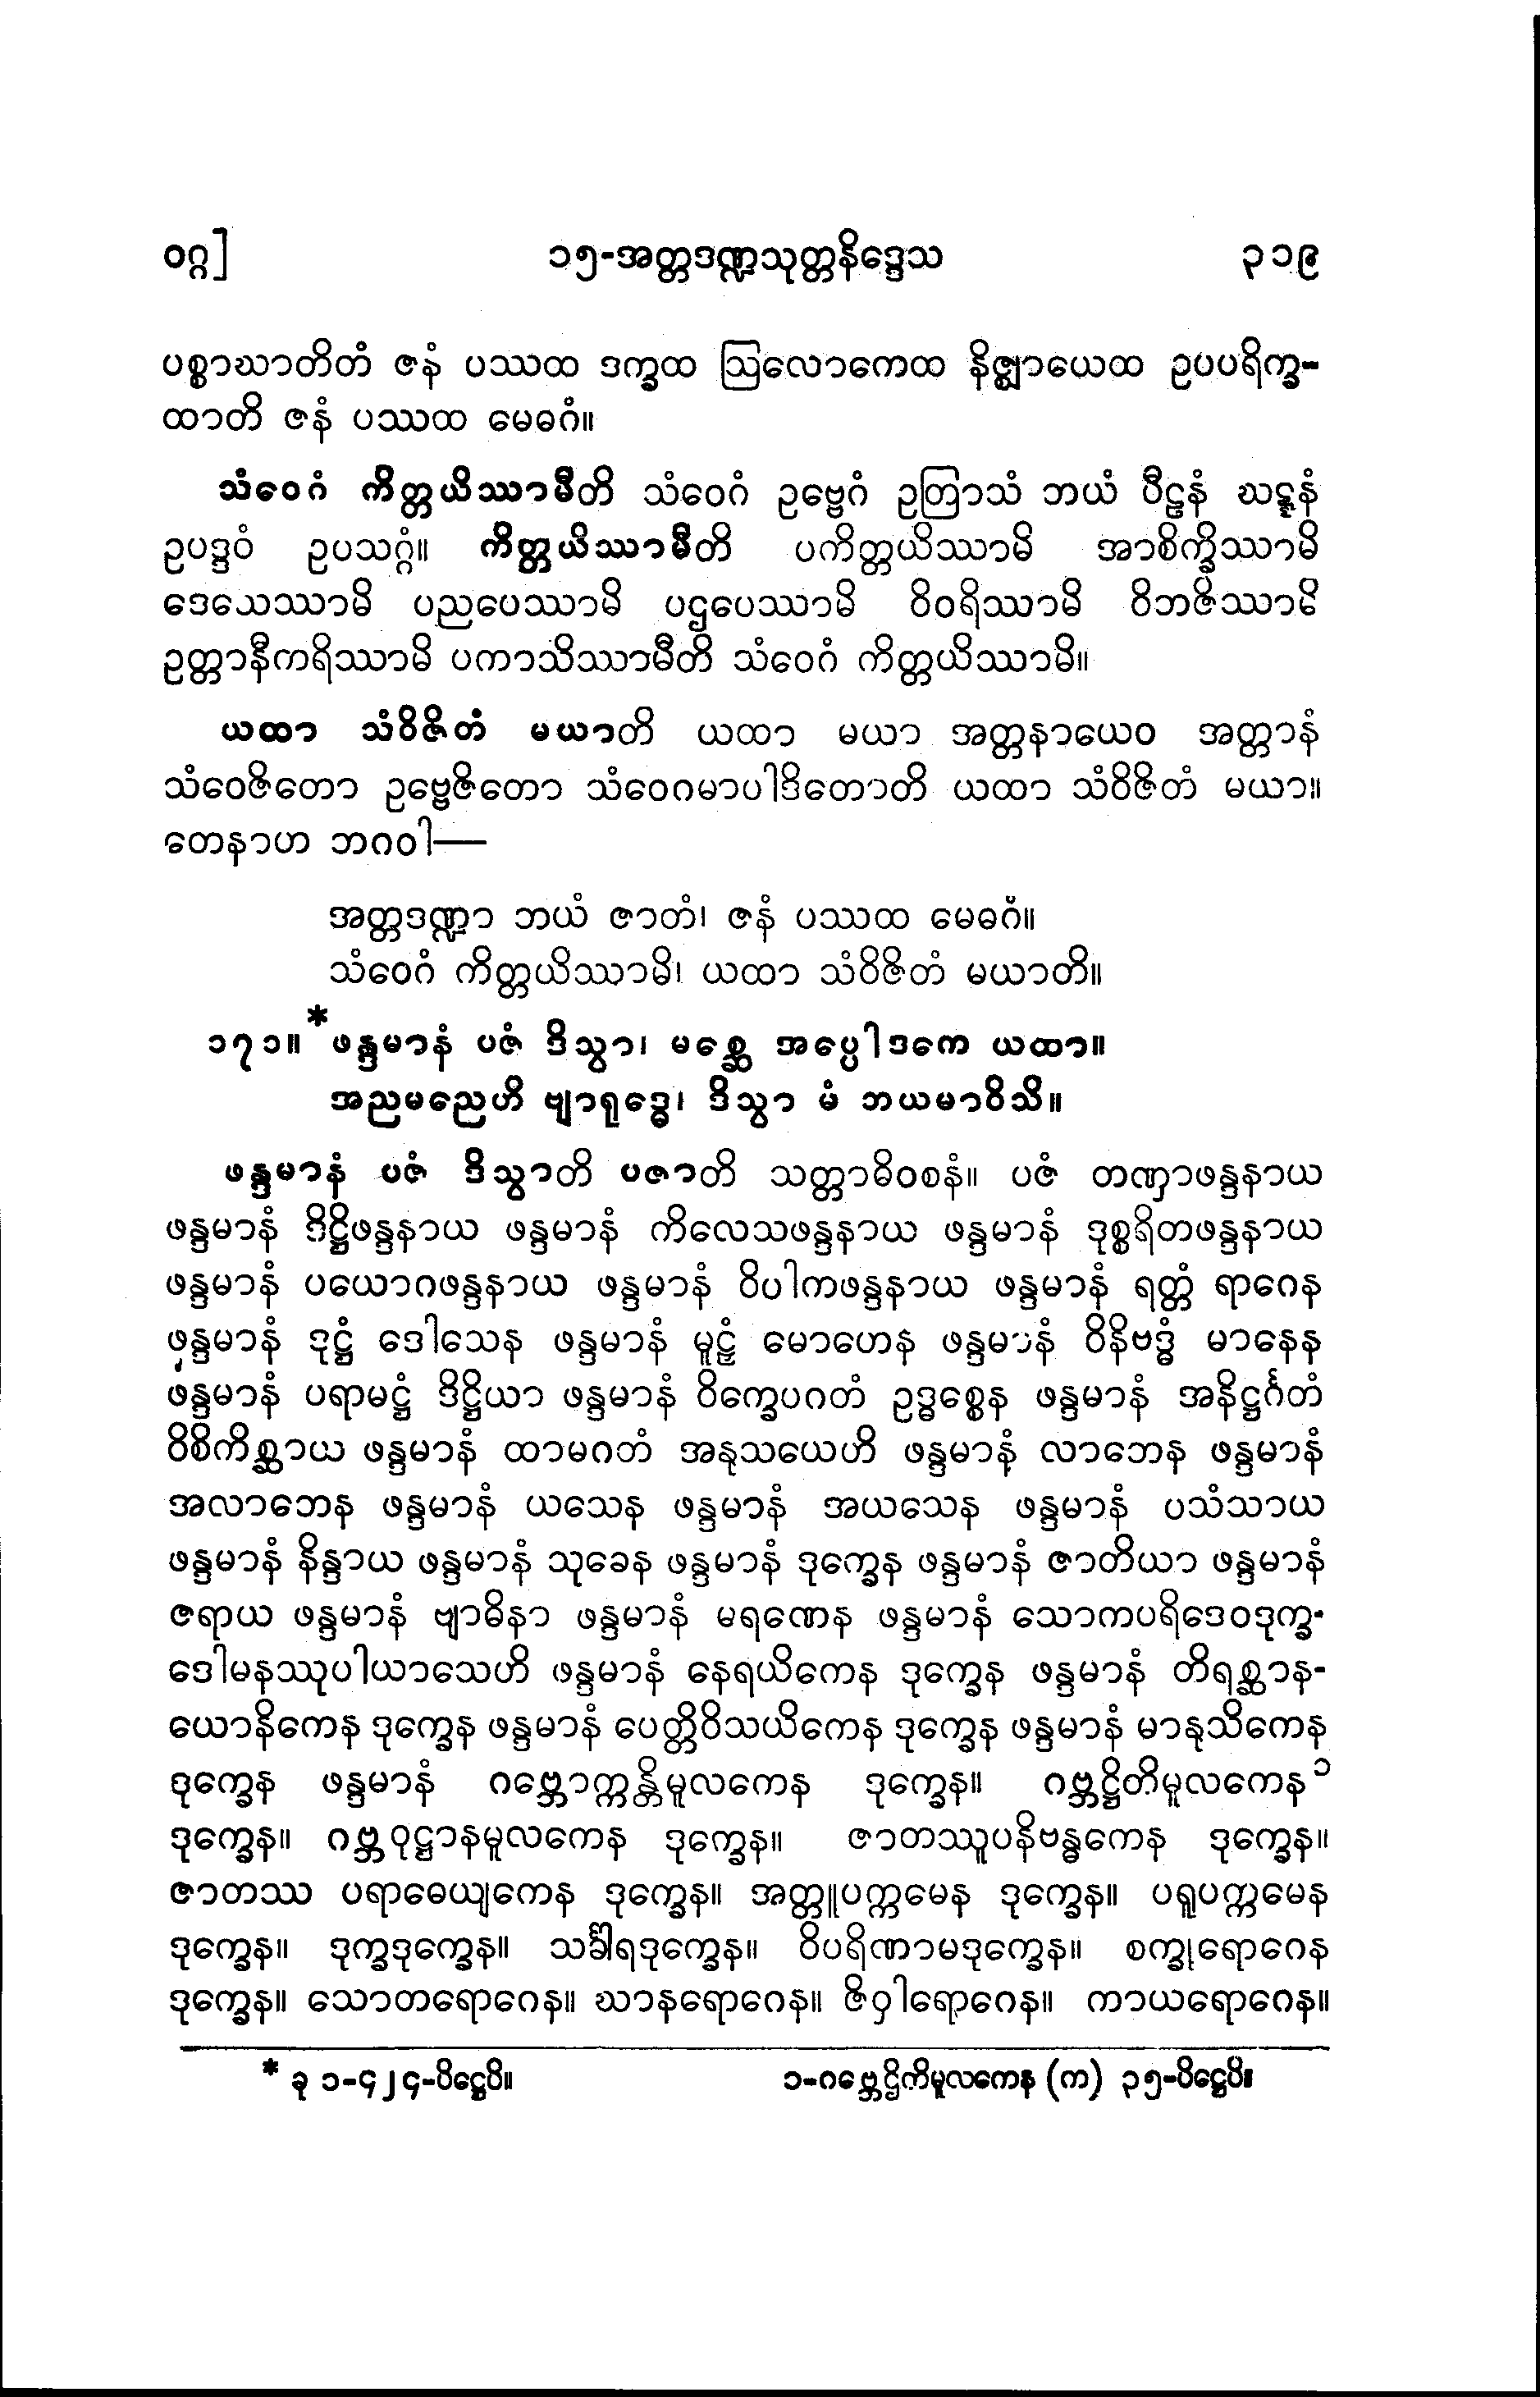 ဝဂ္ဂ]
၁၅-အတ္တဒဏ္ဍသုတ္တနိဒ္ဒေသ
၃၁၉
ပစ္စာဃာတိတံ ဇနံ ပဿထ ဒက္ခထ ဩလောကေထ နိဇ္ဈာယေထ ဥပပရိက္ခ-
ထာတိ ဇနံ ပဿထ မေဓဂံ။
သံဝေဂံ ကိတ္တယိဿာမီတိ သံဝေဂံ ဥဗ္ဗေဂံ ဥတြာသံ ဘယံ ပီဠနံ ဃဋ္ဋနံ
ဥပဒ္ဒဝံ ဥပသဂ္ဂံ။ ကိတ္တယိဿာမီတိ ပကိတ္တယိဿာမိ အာစိက္ခိဿာမိ
ဒေသေဿာမိ ပညပေဿာမိ ပဋ္ဌပေဿာမိ ဝိဝရိဿာမိ ဝိဘဇိဿာမိ
ဥတ္တာနီကရိဿာမိ ပကာသိဿာမီတိ သံဝေဂံ ကိတ္တယိဿာမိ။
ယထာ သံဝိဇိတံ မယာတိ ယထာ မယာ အတ္တနာယေဝ အတ္တာနံ
သံဝေဇိတော ဥဗ္ဗေဇိတော သံဝေဂမာပါဒိတောတိ ယထာ သံဝိဇိတံ မယာ။
တေနာဟ ဘဂဝါ—
အတ္တဒဏ္ဍာ ဘယံ ဇာတံ၊ ဇနံ ပဿထ မေဓဂံ။
သံဝေဂံ ကိတ္တယိဿာမိ၊ ယထာ သံဝိဇိတံ မယာတိ။
၁၇၁။ * ဖန္ဒမာနံ ပဇံ ဒိသွာ၊ မစ္ဆေ အပ္ပေါဒကေ ယထာ။
အညမညေဟိ ဗျာရုဒ္ဓေ၊ ဒိသွာ မံ ဘယမာဝိသိ။
ဖန္ဒမာနံ ပဇံ ဒိသွာတိ ပဇာတိ သတ္တာဓိဝစနံ။ ပဇံ တဏှာဖန္ဒနာယ
ဖန္ဒမာနံ ဒိဋ္ဌိဖန္ဒနာယ ဖန္ဒမာနံ ကိလေသဖန္ဒနာယ ဖန္ဒမာနံ ဒုစ္စရိတဖန္ဒနာယ
ဖန္ဒမာနံ ပယောဂဖန္ဒနာယ ဖန္ဒမာနံ ဝိပါကဖန္ဒနာယ ဖန္ဒမာနံ ရတ္တံ ရာဂေန
ဖန္ဒမာနံ ဒုဋ္ဌံ ဒေါသေန ဖန္ဒမာနံ မူဠှံ မောဟေန ဖန္ဒမာနံ ဝိနိဗဒ္ဓံ မာနေန
ဖန္ဒမာနံ ပရာမဋ္ဌံ ဒိဋ္ဌိယာ ဖန္ဒမာနံ ဝိက္ခေပဂတံ ဥဒ္ဓစ္စေန ဖန္ဒမာနံ အနိဋ္ဌင်္ဂတံ
ဝိစိကိစ္ဆာယ ဖန္ဒမာနံ ထာမဂတံ အနုသယေဟိ ဖန္ဒမာနံ လာဘေန ဖန္ဒမာနံ
အလာဘေန ဖန္ဒမာနံ ယသေန ဖန္ဒမာနံ အယသေန ဖန္ဒမာနံ ပသံသာယ
ဖန္ဒမာနံ နိန္ဒာယ ဖန္ဒမာနံ သုခေန ဖန္ဒမာနံ ဒုက္ခေန ဖန္ဒမာနံ ဇာတိယာ ဖန္ဒမာနံ
ဇရာယ ဖန္ဒမာနံ ဗျာဓိနာ ဖန္ဒမာနံ မရဏေန ဖန္ဒမာနံ သောကပရိဒေဝဒုက္ခ-
ဒေါမနဿုပါယာသေဟိ ဖန္ဒမာနံ နေရယိကေန ဒုက္ခေန ဖန္ဒမာနံ တိရစ္ဆာန-
ယောနိကေန ဒုက္ခေန ဖန္ဒမာနံ ပေတ္တိဝိသယိကေန ဒုက္ခေန ဖန္ဒမာနံ မာနုသိကေန
ဒုက္ခေန ဖန္ဒမာနံ ဂဗ္ဘောက္ကန္တိမူလကေန ဒုက္ခေန။ ဂဗ္ဘဋ္ဌိတိမူလကေန ၁
ဒုက္ခေန။ ဂဗ္ဘဝုဋ္ဌာနမူလကေန ဒုက္ခေန။ ဇာတဿူပနိဗန္ဓကေန ဒုက္ခေန။
ဇာတဿ ပရာဓေယျကေန ဒုက္ခေန။ အတ္တူပက္ကမေန ဒုက္ခေန။ ပရူပက္ကမေန
ဒုက္ခေန။ ဒုက္ခဒုက္ခေန။ သင်္ခါရဒုက္ခေန။ ဝိပရိဏာမဒုက္ခေန။ စက္ခုရောဂေန
ဒုက္ခေန။ သောတရောဂေန။ ဃာနရောဂေန။ ဇိဝှါရောဂေန။ ကာယရောဂေန။
* ခု ၁-၄၂၄-ပိဋ္ဌေပိ။
၁-ဂဗ္ဘေဋ္ဌိကိမူလကေန (က) ၃၅-ပိဋ္ဌေပိ။